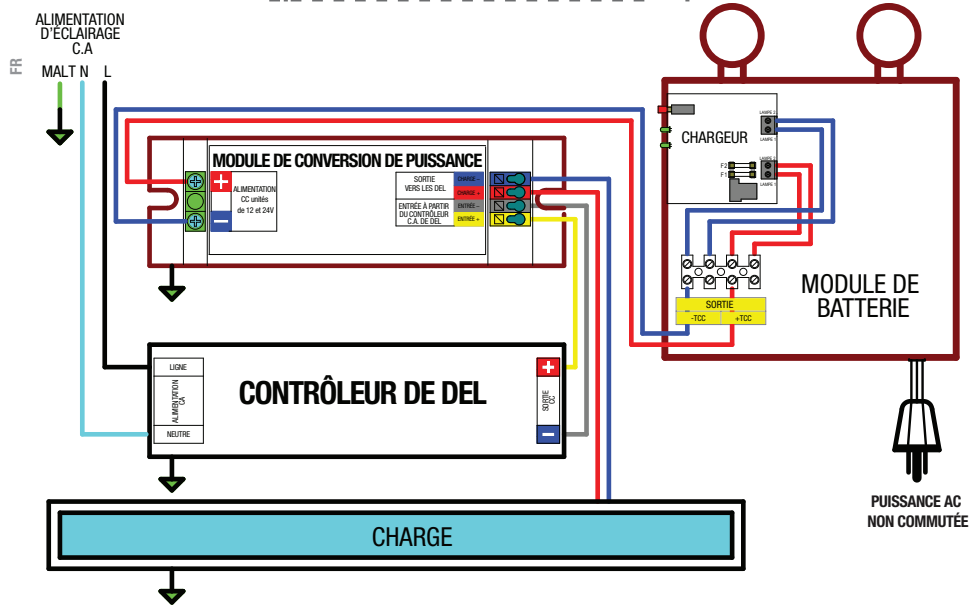 ALIMENTATION
D'ÉCLAIRAGE
C.A
FR
MALT N L
MODULE DE CONVERSION DE PUISSANCE
ALIMENTATION
CC unités
de 12 et 24V
SORTIE
VERS LES DEL
CHARGE –
CHARGE +
ENTRÉE À PARTIR
DU CONTRÔLEUR
C.A. DE DEL
ENTRÉE –
ENTRÉE +
CHARGEUR
LAMPE 2
LAMPE 1
F2
F1
LAMPE 2
LAMPE 1
SORTIE
-TCC +TCC
MODULE DE
BATTERIE
LIGNE
ALIMENTATION
CA
NEUTRE
CONTRÔLEUR DE DEL
SORTIE
CC
CHARGE
PUISSANCE AC
NON COMMUTÉE